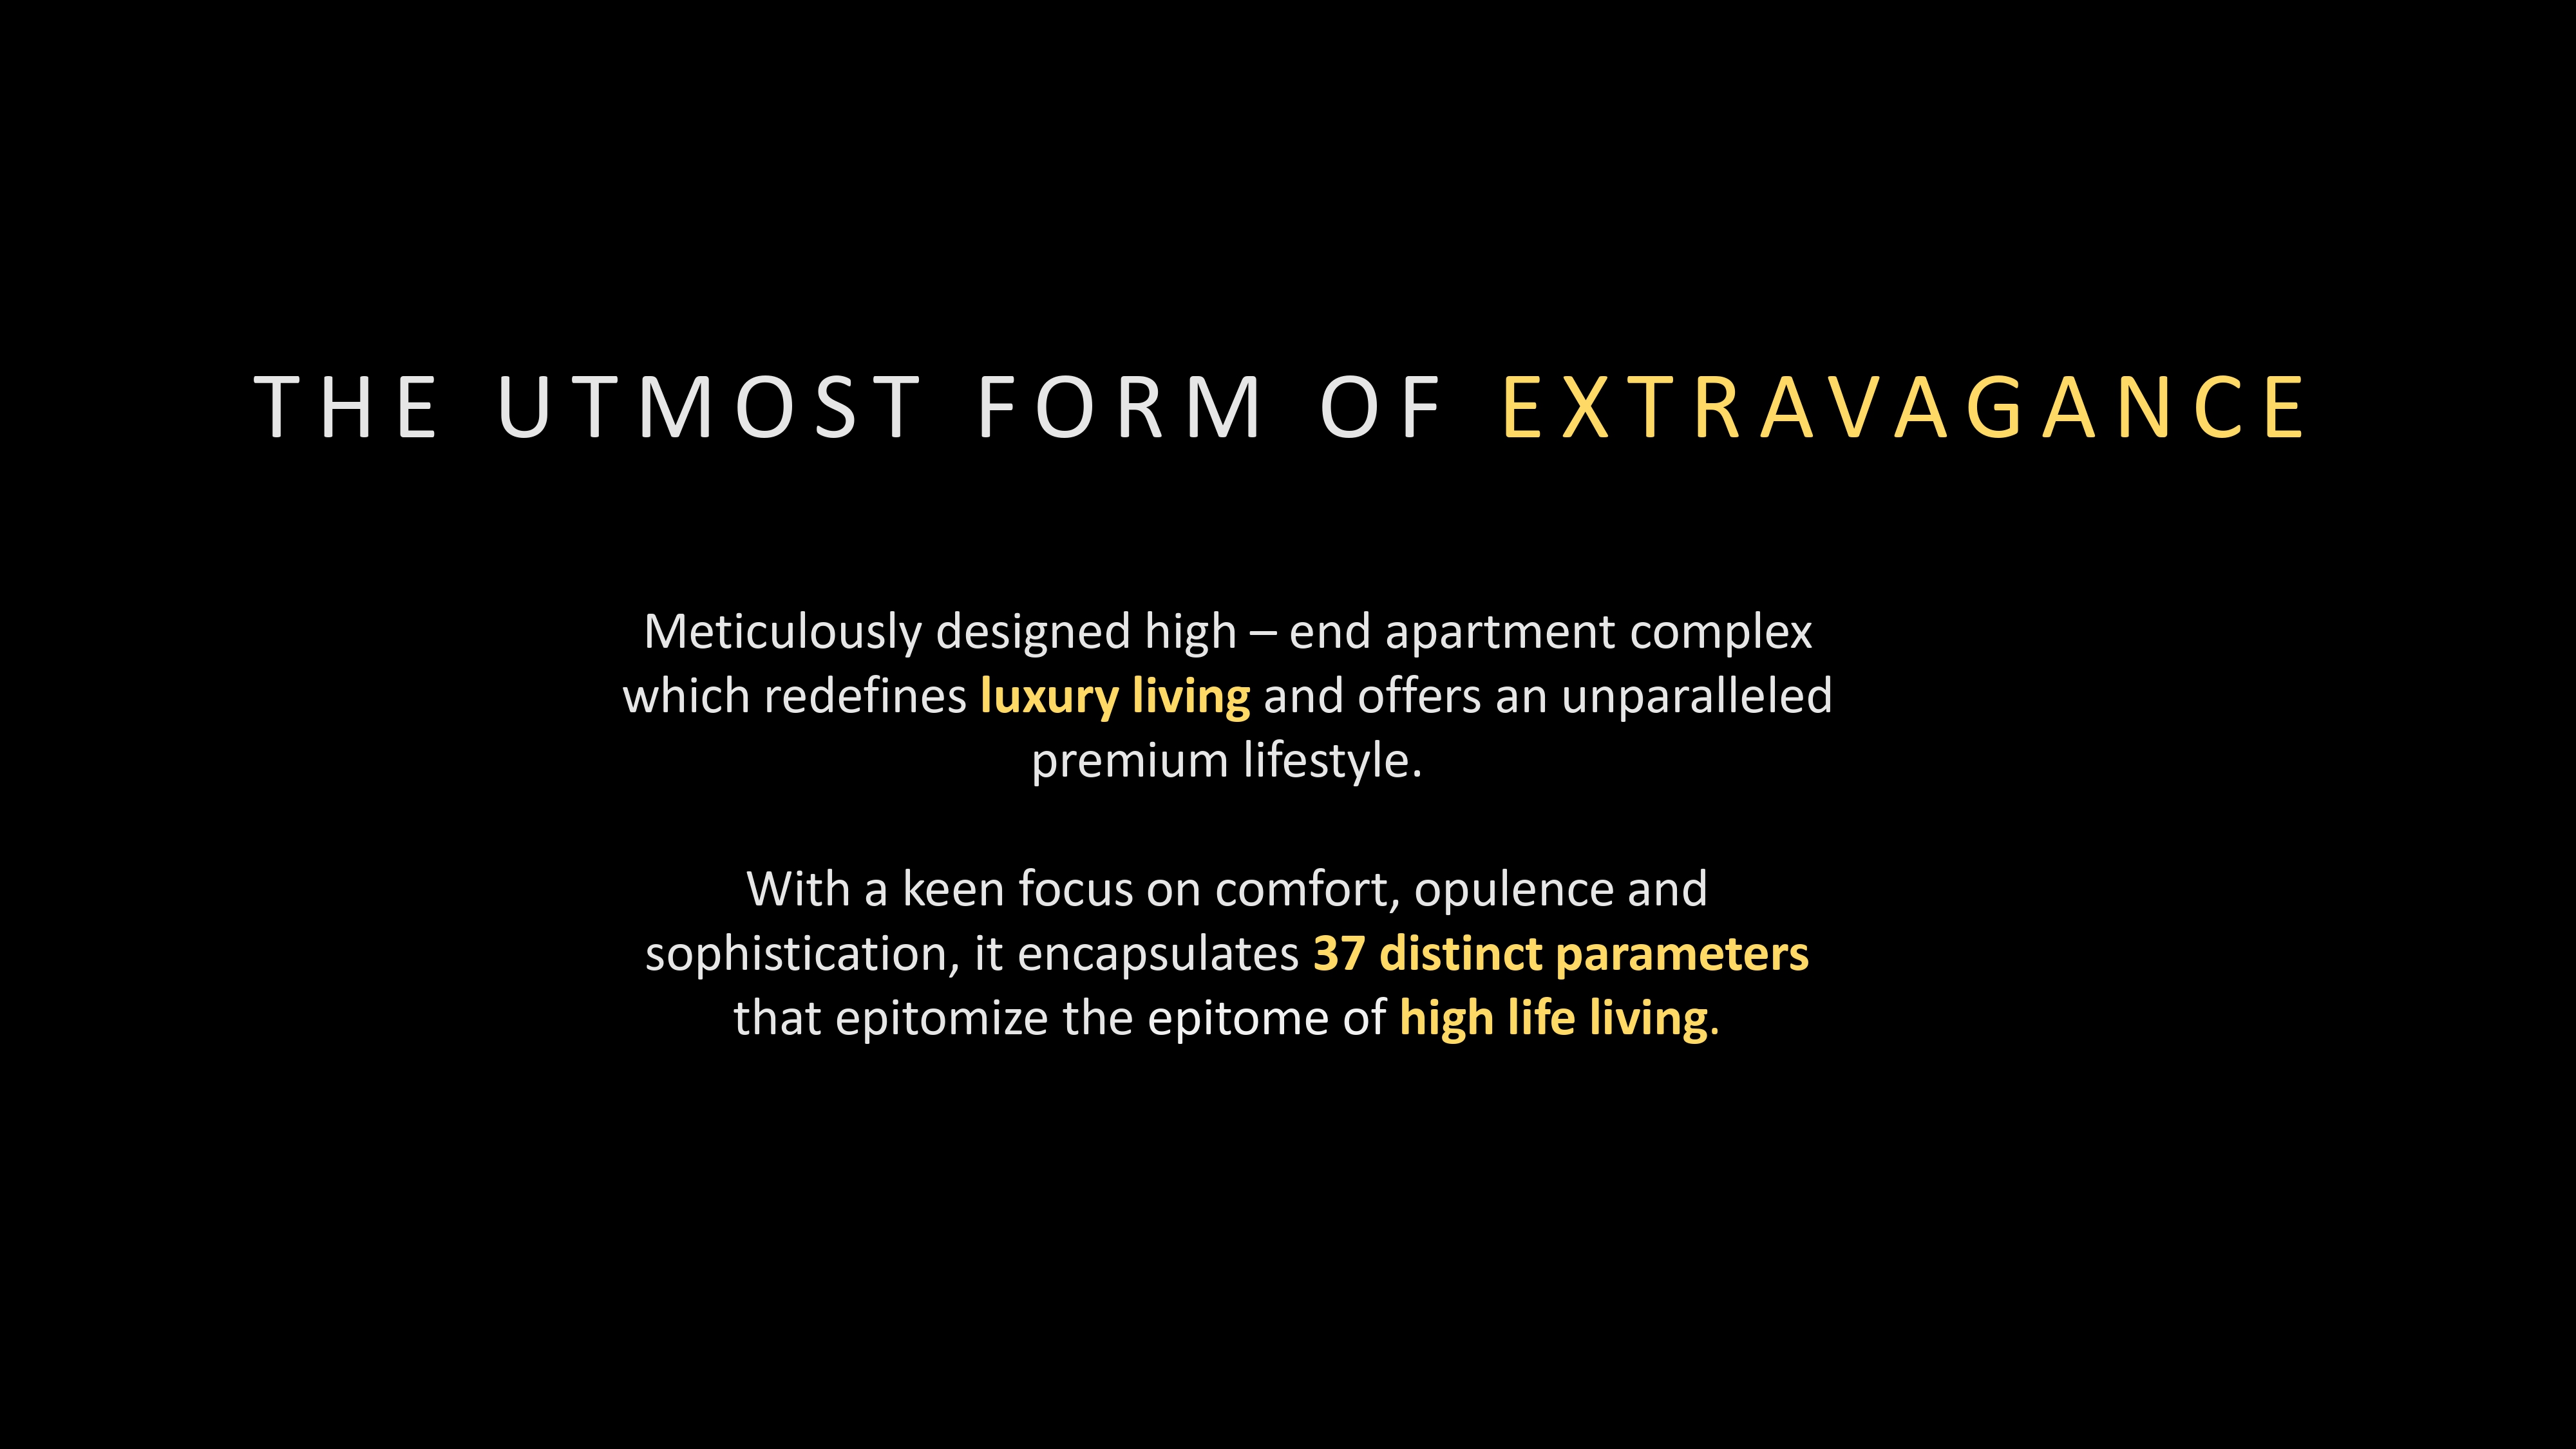 THE UTMOST FORM OF EXTRAVAGANCE
Meticulously designed high – end apartment complex
which redefines luxury living and offers an unparalleled
premium lifestyle.
With a keen focus on comfort, opulence and
sophistication, it encapsulates 37 distinct parameters
that epitomize the epitome of high life living.